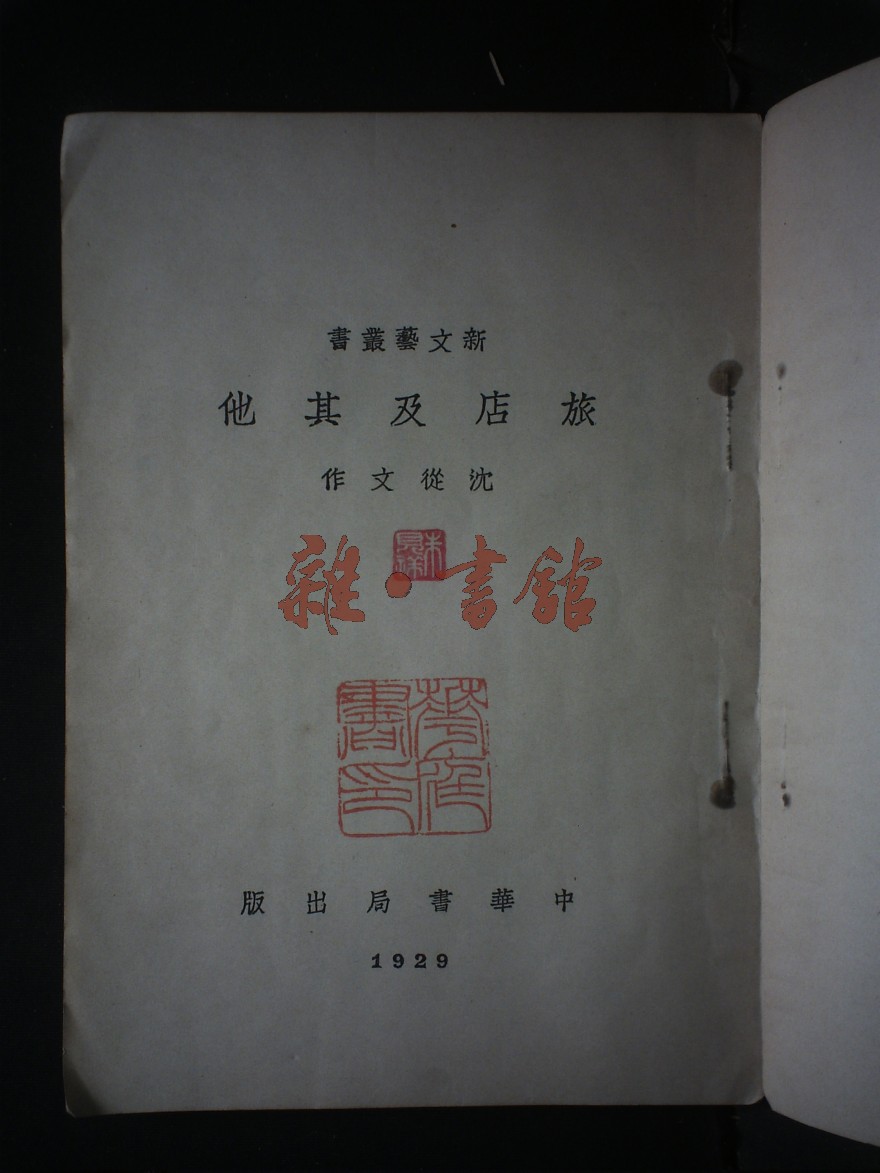 新文藝叢書
旅店及其他
沈從文作
雜·書館
中華書局出版
1929